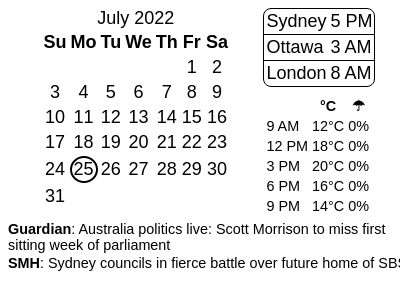 July 2022
Su Mo Tu We Th Fr Sa
1 2
3 4 5 6 7 8 9
10 11 12 13 14 15 16
17 18 19 20 21 22 23
24 25 26 27 28 29 30
31
Sydney 5 PM
Ottawa 3 AM
London 8 AM
°C ☂
9 AM 12°C 0%
12 PM 18°C 0%
3 PM 20°C 0%
6 PM 16°C 0%
9 PM 14°C 0%
Guardian: Australia politics live: Scott Morrison to miss first
sitting week of parliament
SMH: Sydney councils in fierce battle over future home of SBS